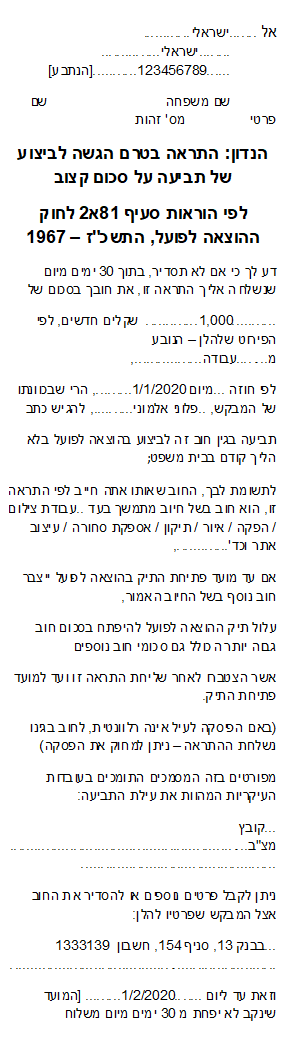 אל ........ישראלי.............
.........ישראלי................
......123456789............[הנתבע]
שם משפחה שם
פרטי מס' זהות
הנדון: התראה בטרם הגשה לביצוע
של תביעה על סכום קצוב
לפי הוראות סעיף 81א2 לחוק
ההוצאה לפועל, התשכ"ז – 1967
דע לך כי אם לא תסדיר, בתוך 30 ימים מיום
שנשלחה אליך התראה זו, את חובך בסכום של
............1,000............... שקלים חדשים, לפי
הפירוט שלהלן – הנובע
מ.........עבודה..................,
לפי חוזה ...מיום 1/1/2020.........., הרי שבכוונתו
של המבקש, ..פלוני אלמוני.........., להגיש כתב
תביעה בגין חוב זה לביצוע בהוצאה לפועל בלא
הליך קודם בבית משפט;
לתשומת לבך, החוב שאותו אתה חייב לפי התראה
זו, הוא חוב בשל חיוב מתמשך בעד ..עבודת צילום
/ הפקה / איור / תיקון / אספקת סחורה / עיצוב
אתר וכד'.............,
אם עד מועד פתיחת התיק בהוצאה לפועל ייצבר
חוב נוסף בשל החיוב האמור,
עלול תיק ההוצאה לפועל להיפתח בסכום חוב
גבוה יותר הכולל גם סכומי חוב נוספים
אשר הצטברו לאחר שליחת התראה זו ועד למועד
פתיחת התיק.
(באם הפיסקה לעיל אינה רלוונטית, לחוב בגינו
נשלחת ההתראה – ניתן למחוק את הפסקה)
מפורטים בזה המסמכים התומכים בעובדות
העיקריות המהוות את עילת התביעה:
...קובץ
מצ"ב..............................................................
...................................................
ניתן לקבל פרטים נוספים או להסדיר את החוב
אצל המבקש שפרטיו להלן:
...בבנק 13, סניף 154, חשבון 1333139
......................................................................
וזאת עד ליום ........1/2/2020.......... [המועד
שינקב לא יפחת מ 30 ימים מיום משלוח